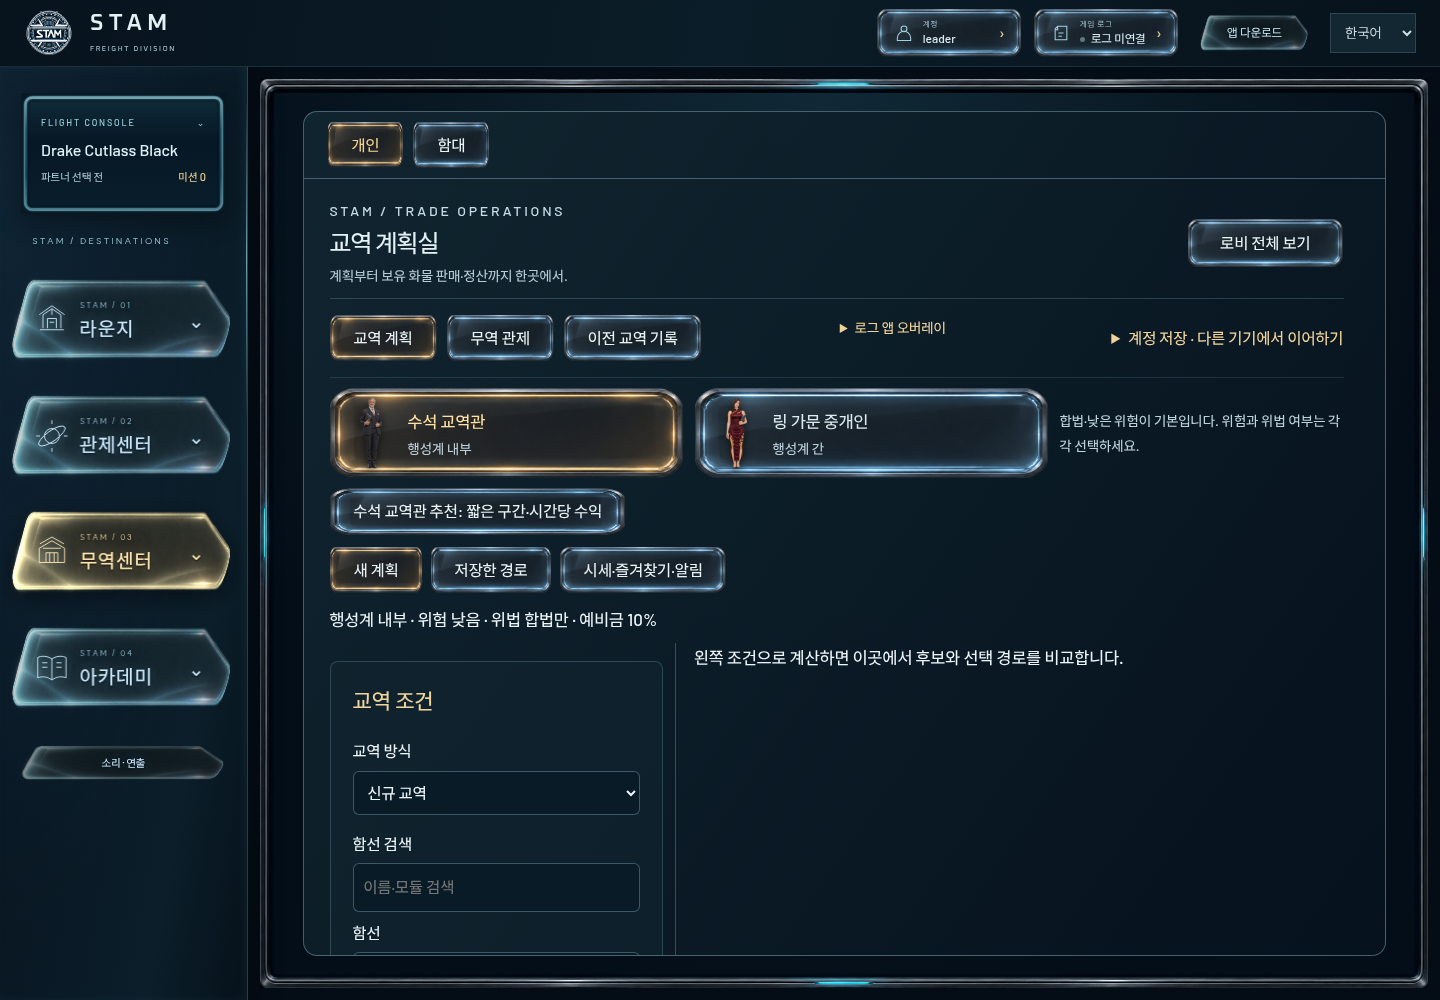 STAM
STAM
FREIGHT DIVISION
계정
leader
게임 로그
로그 미연결
앱 다운로드
한국어
FLIGHT CONSOLE
Drake Cutlass Black
파트너 선택 전
미션 0
STAM / DESTINATIONS
STAM / 01
라운지
STAM / 02
관제센터
STAM / 03
무역센터
STAM / 04
아카데미
소리·연출
개인
함대
STAM / TRADE OPERATIONS
교역 계획실
계획부터 보유 화물 판매·정산까지 한곳에서.
로비 전체 보기
교역 계획
무역 관제
이전 교역 기록
▶ 로그 앱 오버레이
▶ 계정 저장 · 다른 기기에서 이어하기
수석 교역관
행성계 내부
링 가문 중개인
행성계 간
합법·낮은 위험이 기본입니다. 위험과 위법 여부는 각
각 선택하세요.
수석 교역관 추천: 짧은 구간·시간당 수익
새 계획
저장한 경로
시세·즐겨찾기·알림
행성계 내부 · 위험 낮음 · 위법 합법만 · 예비금 10%
교역 조건
교역 방식
신규 교역
함선 검색
이름·모듈 검색
함선
왼쪽 조건으로 계산하면 이곳에서 후보와 선택 경로를 비교합니다.